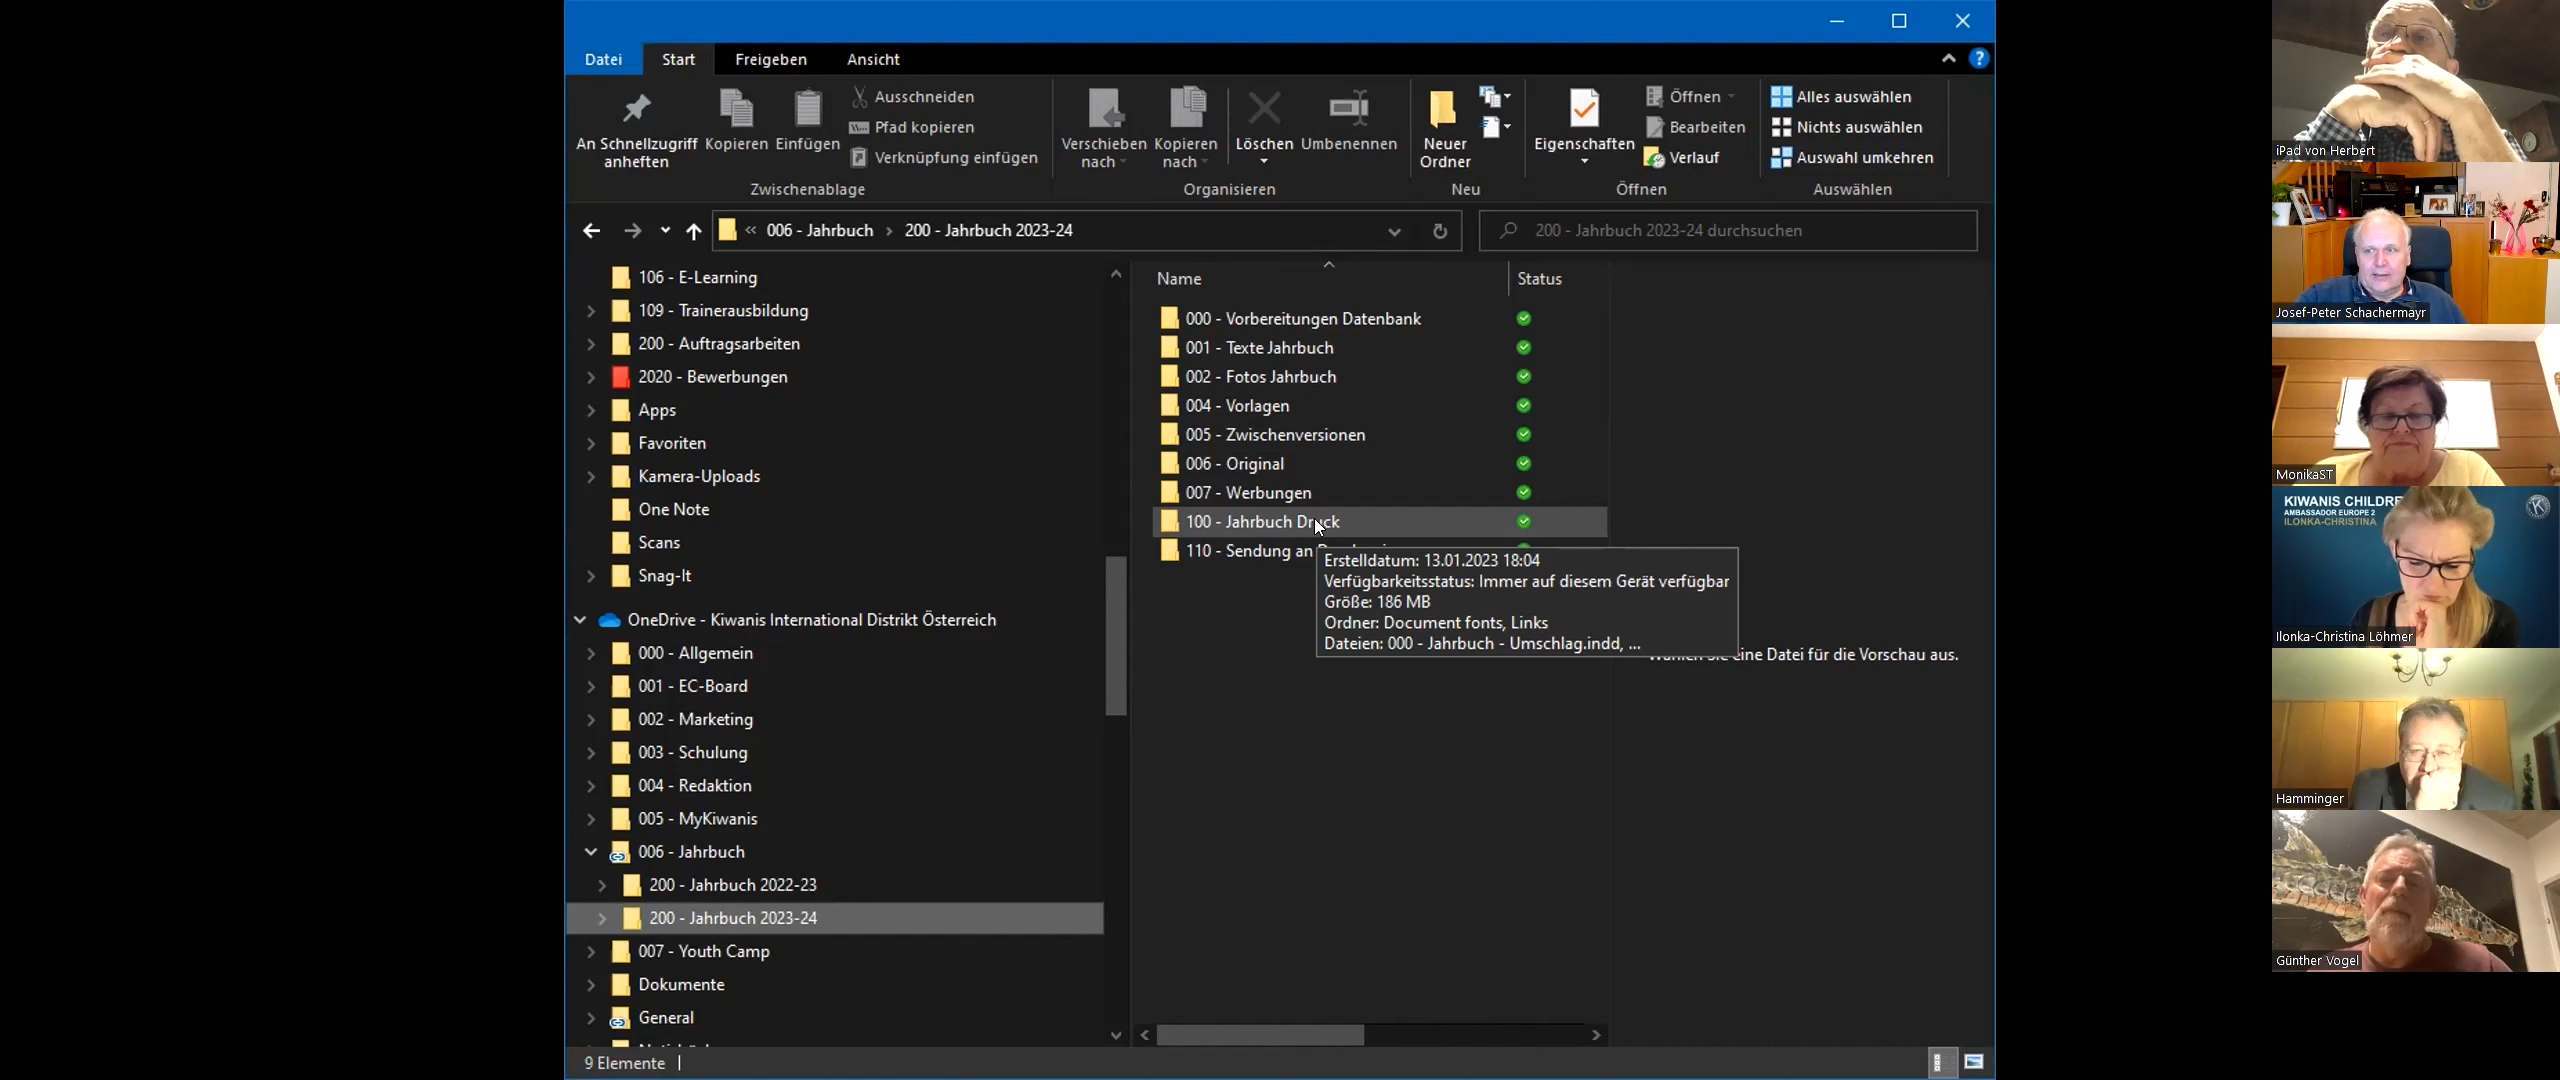 Datei Start Freigeben Ansicht
An Schnellzugriff anheften
Kopieren
Einfügen
Ausschneiden
Pfad kopieren
Verknüpfung einfügen
Zwischenablage
Verschieben nach
Kopieren nach
Löschen
Umbenennen
Organisieren
Neuer Ordner
Neu
Eigenschaften
Öffnen
Bearbeiten
Verlauf
Öffnen
Alles auswählen
Nichts auswählen
Auswahl umkehren
Auswählen
« 006 - Jahrbuch › 200 - Jahrbuch 2023-24
200 - Jahrbuch 2023-24 durchsuchen
106 - E-Learning
109 - Trainerausbildung
200 - Auftragsarbeiten
2020 - Bewerbungen
Apps
Favoriten
Kamera-Uploads
One Note
Scans
Snag-It
OneDrive - Kiwanis International Distrikt Österreich
000 - Allgemein
001 - EC-Board
002 - Marketing
003 - Schulung
004 - Redaktion
005 - MyKiwanis
006 - Jahrbuch
200 - Jahrbuch 2022-23
200 - Jahrbuch 2023-24
007 - Youth Camp
Dokumente
General
Name Status
000 - Vorbereitungen Datenbank
001 - Texte Jahrbuch
002 - Fotos Jahrbuch
004 - Vorlagen
005 - Zwischenversionen
006 - Original
007 - Werbungen
100 - Jahrbuch Druck
110 - Sendung an
Erstelldatum: 13.01.2023 18:04
Verfügbarkeitsstatus: Immer auf diesem Gerät verfügbar
Größe: 186 MB
Ordner: Document fonts, Links
Dateien: 000 - Jahrbuch - Umschlag.indd, ...
eine Datei für die Vorschau aus.
9 Elemente
iPad von Herbert
Josef-Peter Schachermayr
MonikaST
KIWANIS CHILDRE
AMBASSADOR EUROPE 2
ILONKA-CHRISTINA
Ilonka-Christina Löhmer
Hamminger
Günther Vogel